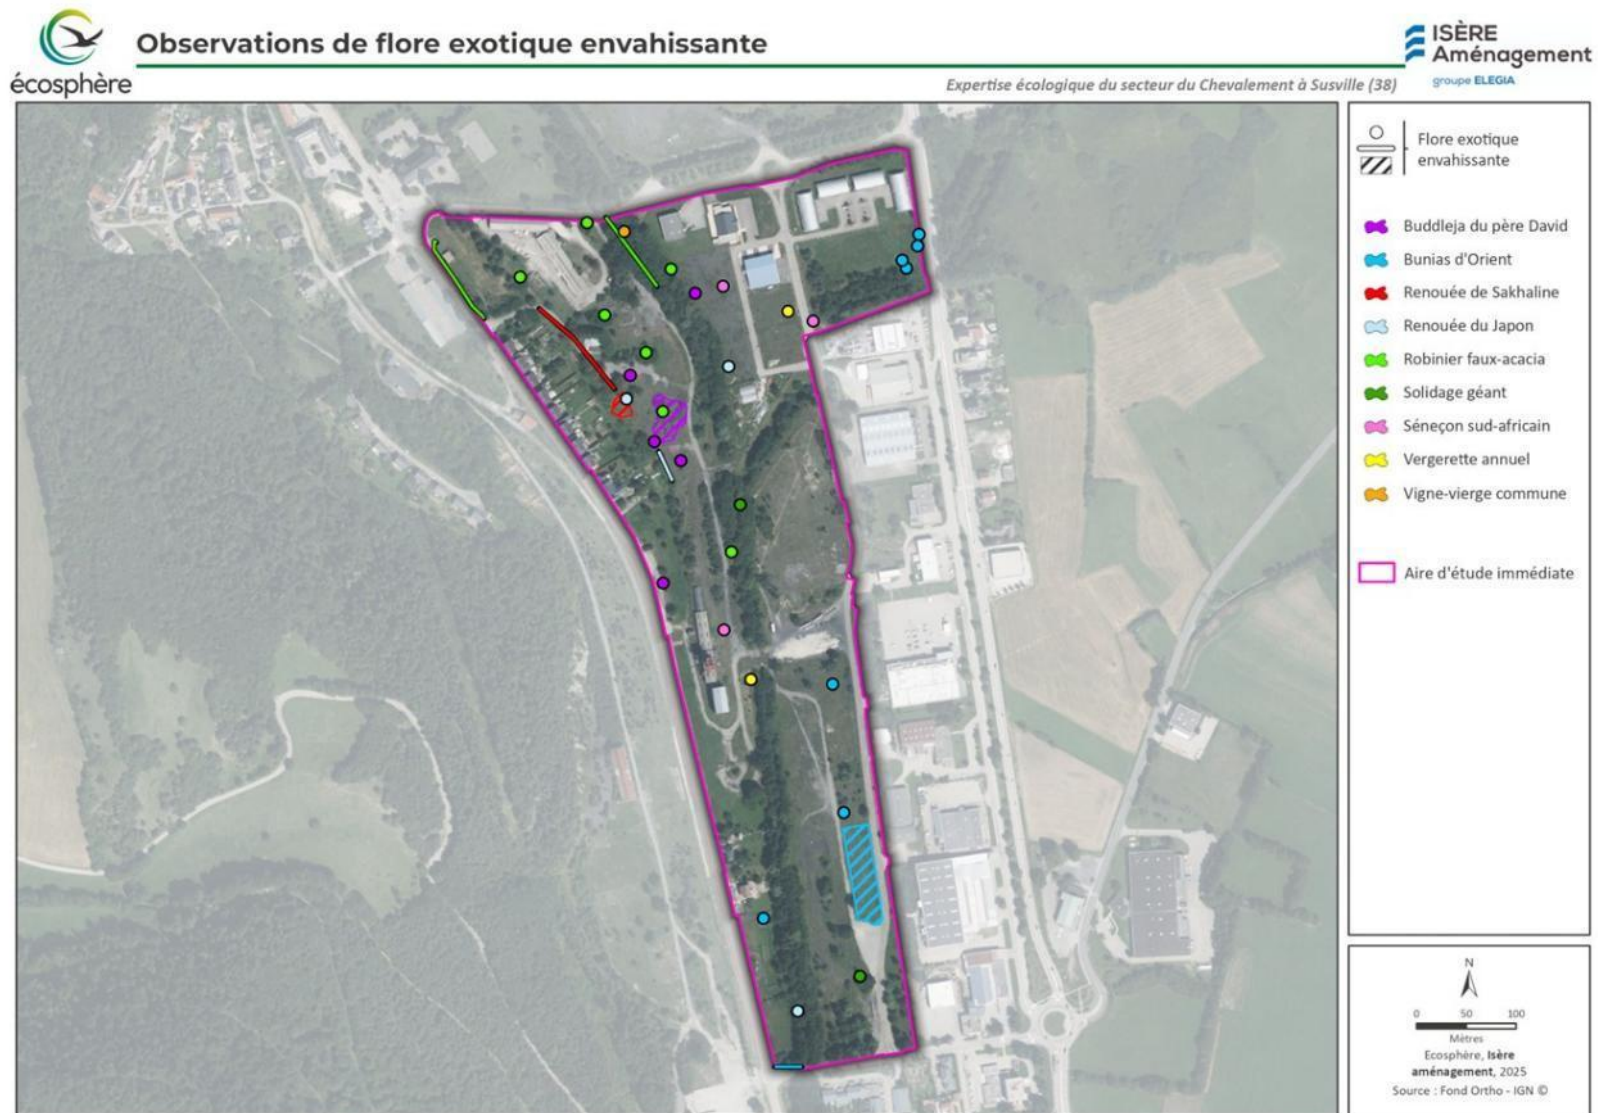 Observations de flore exotique envahissante
écosphère
ISÈRE
Aménagement
groupe ELEGIA
Expertise écologique du secteur du Chevalement à Susville (38)
Flore exotique
envahissante
Buddleja du père David
Bunias d'Orient
Renouée de Sakhaline
Renouée du Japon
Robinier faux-acacia
Solidage géant
Séneçon sud-africain
Vergerette annuel
Vigne-vierge commune
Aire d'étude immédiate
N
0 50 100
Mètres
Ecosphère, Isère
aménagement, 2025
Source : Fond Ortho - IGN ©